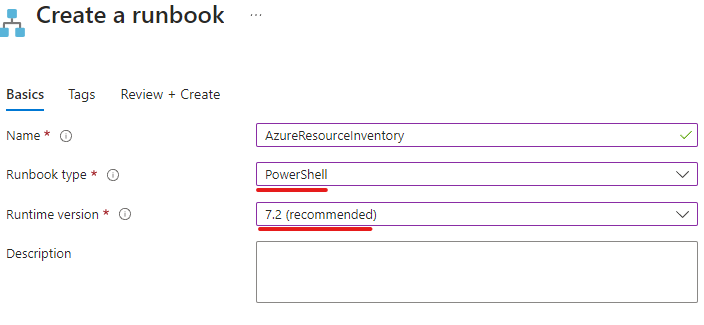 Create a runbook ...
Basics Tags Review + Create
Name * AzureResourceInventory
Runbook type * PowerShell
Runtime version * 7.2 (recommended)
Description